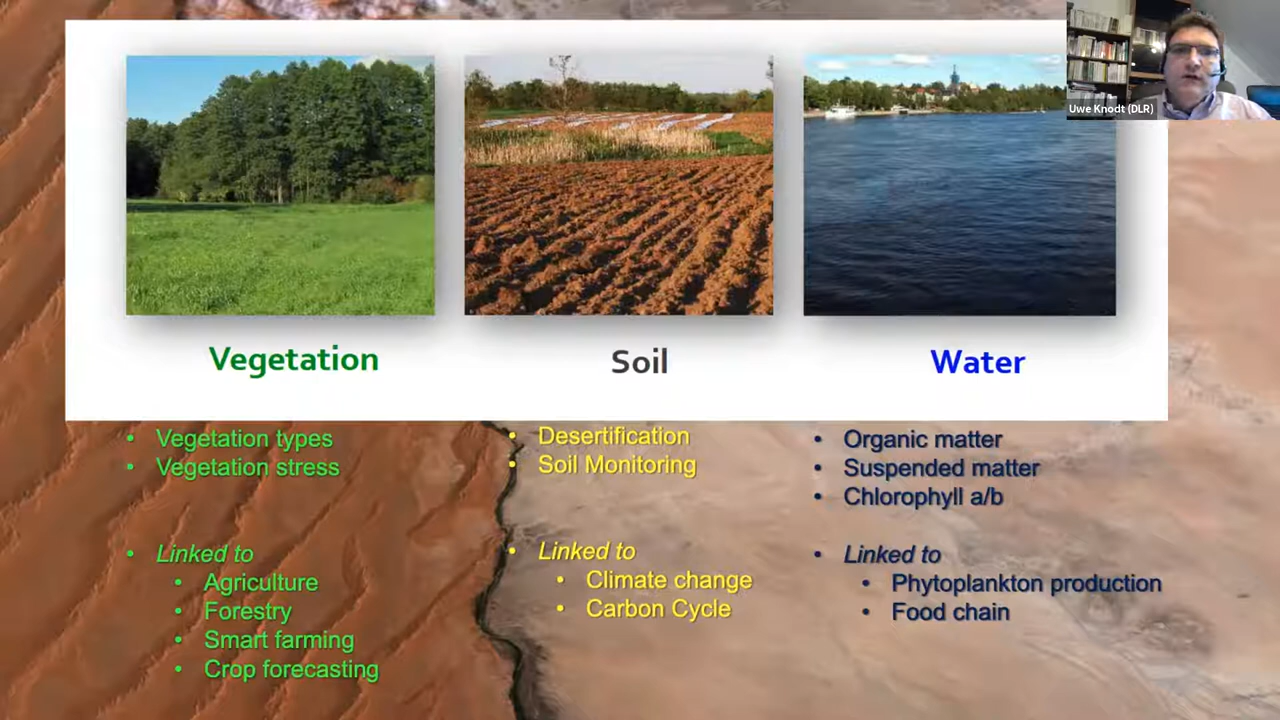 Uwe Knodt (DLR)
Vegetation
Soil
Water
• Vegetation types
• Vegetation stress
• Linked to
• Agriculture
• Forestry
• Smart farming
• Crop forecasting
• Desertification
• Soil Monitoring
• Linked to
• Climate change
• Carbon Cycle
• Organic matter
• Suspended matter
• Chlorophyll a/b
• Linked to
• Phytoplankton production
• Food chain